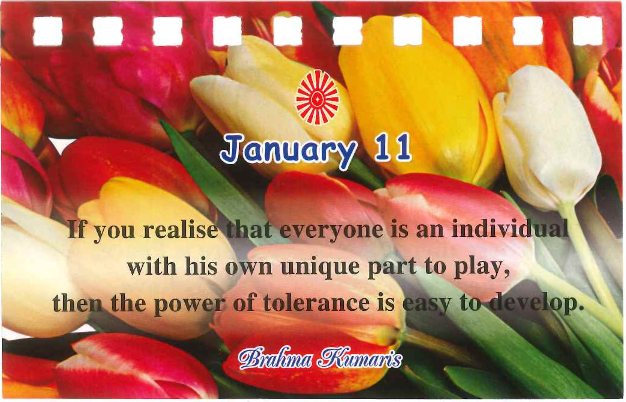 January 11
If you realise that everyone is an individual
with his own unique part to play,
then the power of tolerance is easy to develop.
Brahma Kumaris